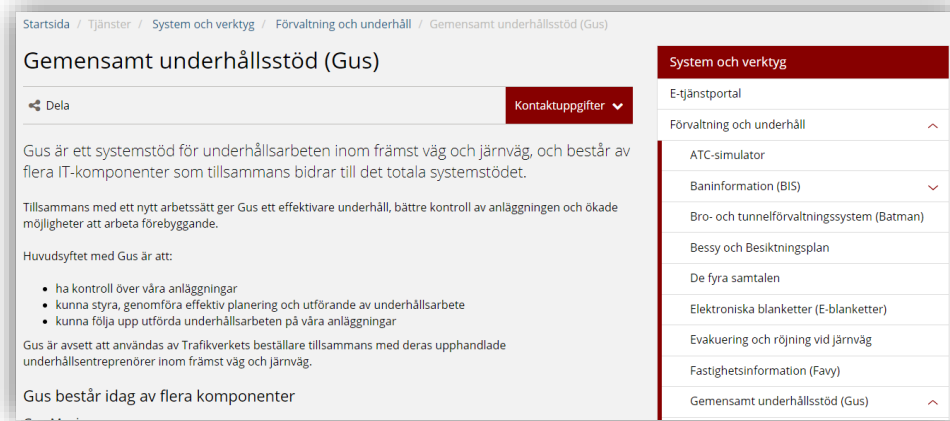 Startsida / Tjänster / System och verktyg / Förvaltning och underhåll / Gemensamt underhållsstöd (Gus)
Gemensamt underhållsstöd (Gus)
Dela
Kontaktuppgifter
Gus är ett systemstöd för underhållsarbeten inom främst väg och järnväg, och består av
flera IT-komponenter som tillsammans bidrar till det totala systemstödet.
Tillsammans med ett nytt arbetssätt ger Gus ett effektivare underhåll, bättre kontroll av anläggningen och ökade
möjligheter att arbeta förebyggande.
Huvudsyftet med Gus är att:
• ha kontroll över våra anläggningar
• kunna styra, genomföra effektiv planering och utförande av underhållsarbete
• kunna följa upp utförda underhållsarbeten på våra anläggningar
Gus är avsett att användas av Trafikverkets beställare tillsammans med deras upphandlade
underhållsentreprenörer inom främst väg och järnväg.
Gus består idag av flera komponenter
System och verktyg
E-tjänstportal
Förvaltning och underhåll
ATC-simulator
Baninformation (BIS)
Bro- och tunnelförvaltningssystem (Batman)
Bessy och Besiktningsplan
De fyra samtalen
Elektroniska blanketter (E-blanketter)
Evakuering och röjning vid järnväg
Fastighetsinformation (Favy)
Gemensamt underhållsstöd (Gus)